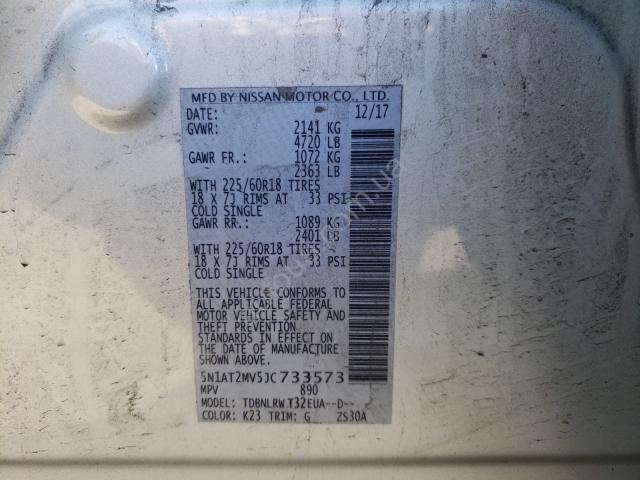 MFD BY NISSAN MOTOR CO., LTD.
DATE: 12/17
GVWR: 2141 KG
4720 LB
GAWR FR.: 1072 KG
2363 LB
WITH 225/60R18 TIRES
18 X 7J RIMS AT 33 PSI
COLD SINGLE
GAWR RR.: 1089 KG
2401 LB
WITH 225/60R18 TIRES
18 X 7J RIMS AT 33 PSI
COLD SINGLE
THIS VEHICLE CONFORMS TO
ALL APPLICABLE FEDERAL
MOTOR VEHICLE SAFETY AND
THEFT PREVENTION
STANDARDS IN EFFECT ON
THE DATE OF MANUFACTURE
SHOWN ABOVE.
5N1AT2MV5JC733573
MPV 890
MODEL: TDBNLRW T32EUA--D--
COLOR: K23 TRIM: G ZS30A